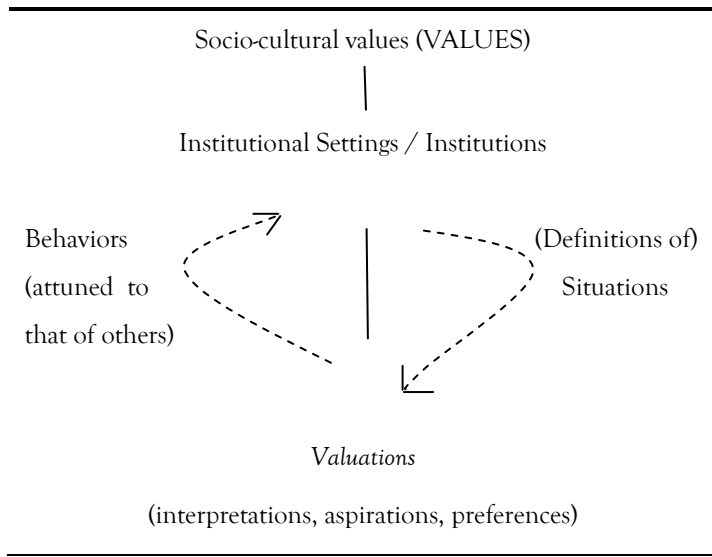 Socio-cultural values (VALUES)
Institutional Settings / Institutions
Behaviors
(attuned to
that of others)
(Definitions of)
Situations
Valuations
(interpretations, aspirations, preferences)